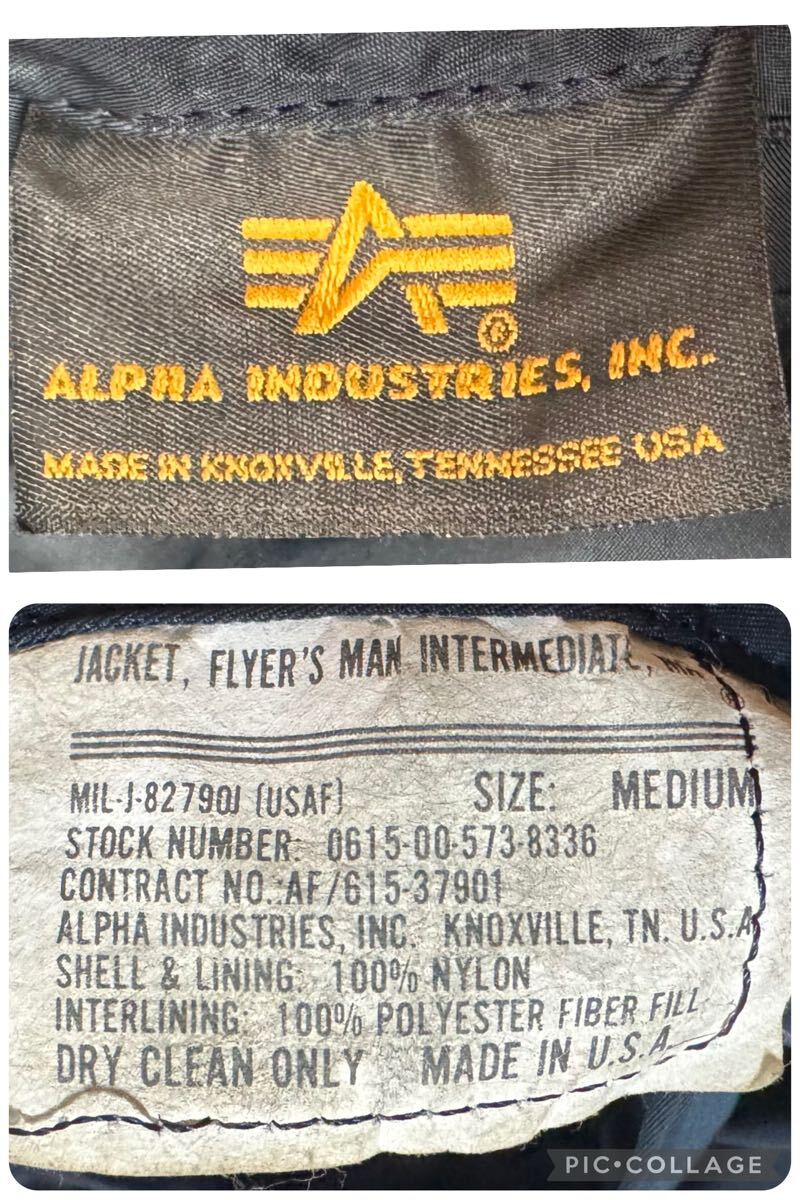 ®
ALPHA INDUSTRIES, INC.
MADE IN KNOXVILLE, TENNESSEE USA
JACKET, FLYER'S MAN INTERMEDIATE,
®
MIL-J-82790J (USAF) SIZE: MEDIUM
STOCK NUMBER: 0615-00-573-8336
CONTRACT NO.:AF/615-37901
ALPHA INDUSTRIES, INC. KNOXVILLE, TN. U.S.A
SHELL & LINING: 100% NYLON
INTERLINING: 100% POLYESTER FIBER FILL
DRY CLEAN ONLY MADE IN U.S.A.
PIC•COLLAGE